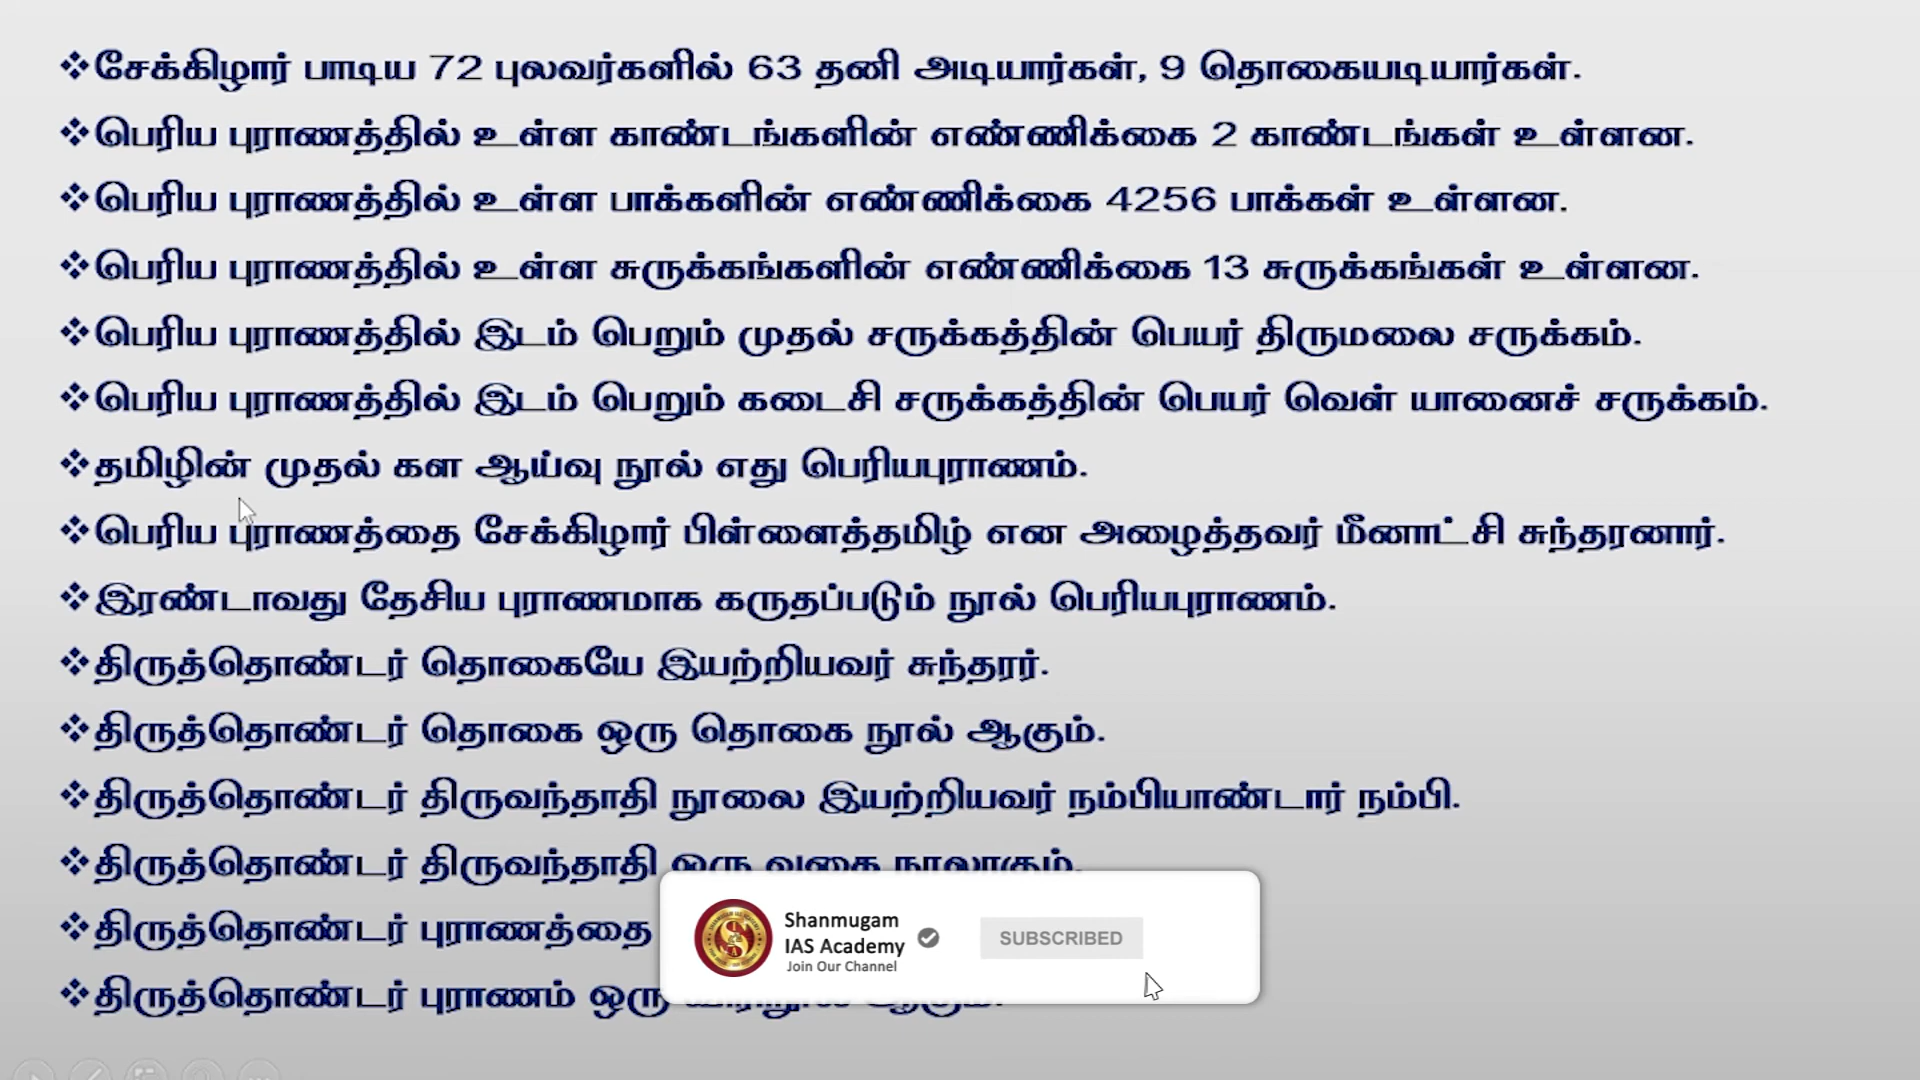 ❖சேக்கிழார் பாடிய 72 புலவர்களில் 63 தனி அடியார்கள், 9 தொகையடியார்கள்.
❖பெரிய புராணத்தில் உள்ள காண்டங்களின் எண்ணிக்கை 2 காண்டங்கள் உள்ளன.
❖பெரிய புராணத்தில் உள்ள பாக்களின் எண்ணிக்கை 4256 பாக்கள் உள்ளன.
❖பெரிய புராணத்தில் உள்ள சுருக்கங்களின் எண்ணிக்கை 13 சுருக்கங்கள் உள்ளன.
❖பெரிய புராணத்தில் இடம் பெறும் முதல் சருக்கத்தின் பெயர் திருமலை சருக்கம்.
❖பெரிய புராணத்தில் இடம் பெறும் கடைசி சருக்கத்தின் பெயர் வெள் யானைச் சருக்கம்.
❖தமிழின் முதல் கள ஆய்வு நூல் எது பெரியபுராணம்.
❖பெரிய புராணத்தை சேக்கிழார் பிள்ளைத்தமிழ் என அழைத்தவர் மீனாட்சி சுந்தரனார்.
❖இரண்டாவது தேசிய புராணமாக கருதப்படும் நூல் பெரியபுராணம்.
❖திருத்தொண்டர் தொகையே இயற்றியவர் சுந்தரர்.
❖திருத்தொண்டர் தொகை ஒரு தொகை நூல் ஆகும்.
❖திருத்தொண்டர் திருவந்தாதி நூலை இயற்றியவர் நம்பியாண்டார் நம்பி.
❖திருத்தொண்டர் திருவந்தாதி ஒரு வகை நூலாகும்.
❖திருத்தொண்டர் புராணத்தை
❖திருத்தொண்டர் புராணம் ஒரு
Shanmugam
IAS Academy
Join Our Channel
SUBSCRIBED